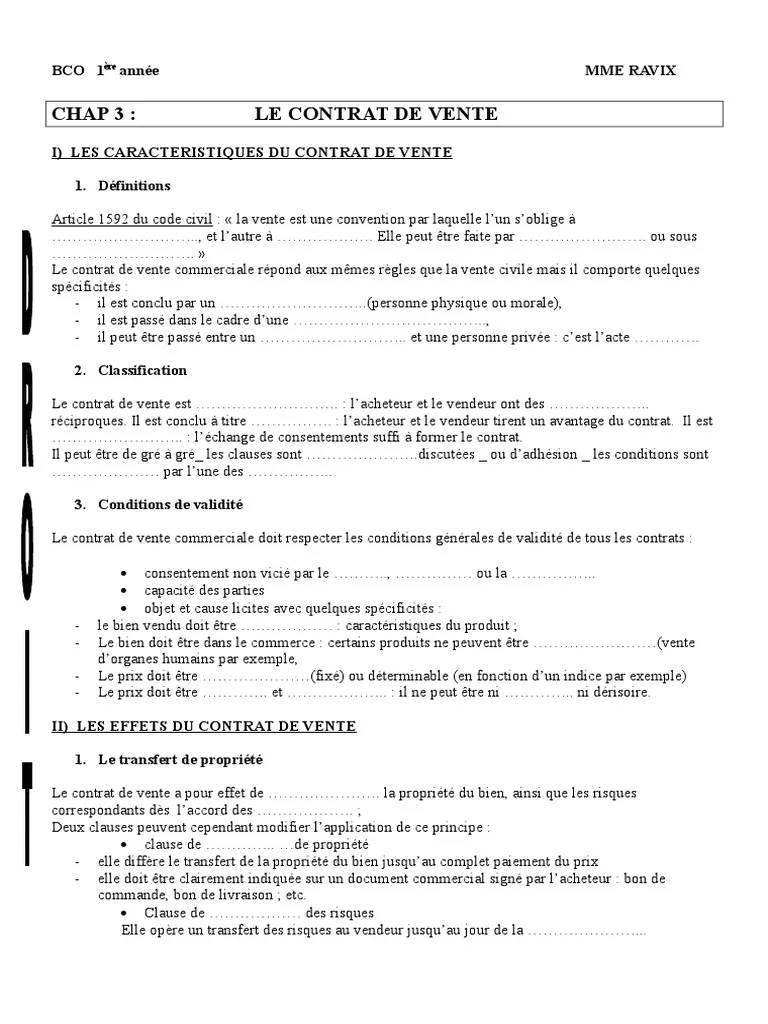 BCO 1ère année MME RAVIX
CHAP 3 : LE CONTRAT DE VENTE
I) LES CARACTERISTIQUES DU CONTRAT DE VENTE
1. Définitions
Article 1592 du code civil : « la vente est une convention par laquelle l’un s’oblige à
……………………….., et l’autre à ………………. Elle peut être faite par ……………………. ou sous
………………………. »
Le contrat de vente commerciale répond aux mêmes règles que la vente civile mais il comporte quelques
spécificités :
- il est conclu par un ………………………..(personne physique ou morale),
- il est passé dans le cadre d’une ………………………………..,
- il peut être passé entre un ……………………….. et une personne privée : c’est l’acte ………….
2. Classification
Le contrat de vente est ………………………. : l’acheteur et le vendeur ont des ………………..
réciproques. Il est conclu à titre ……………. : l’acheteur et le vendeur tirent un avantage du contrat. Il est
……………………. : l’échange de consentements suffi à former le contrat.
Il peut être de gré à gré_ les clauses sont ………………….discutées _ ou d’adhésion _ les conditions sont
………………… par l’une des ……………..
3. Conditions de validité
Le contrat de vente commerciale doit respecter les conditions générales de validité de tous les contrats :
• consentement non vicié par le ……….., …………… ou la ……………..
• capacité des parties
• objet et cause licites avec quelques spécificités :
- le bien vendu doit être ……………… : caractéristiques du produit ;
- Le bien doit être dans le commerce : certains produits ne peuvent être ……………………(vente
d’organes humains par exemple,
- Le prix doit être …………………(fixé) ou déterminable (en fonction d’un indice par exemple)
- Le prix doit être …………. et ……………….. : il ne peut être ni ………….. ni dérisoire.
II) LES EFFETS DU CONTRAT DE VENTE
1. Le transfert de propriété
Le contrat de vente a pour effet de …………………. la propriété du bien, ainsi que les risques
correspondants dès l’accord des ………………. ;
Deux clauses peuvent cependant modifier l’application de ce principe :
• clause de ………….. …de propriété
- elle diffère le transfert de la propriété du bien jusqu’au complet paiement du prix
- elle doit être clairement indiquée sur un document commercial signé par l’acheteur : bon de
commande, bon de livraison ; etc.
• Clause de ……………… des risques
Elle opère un transfert des risques au vendeur jusqu’au jour de la …………………...
DROIT